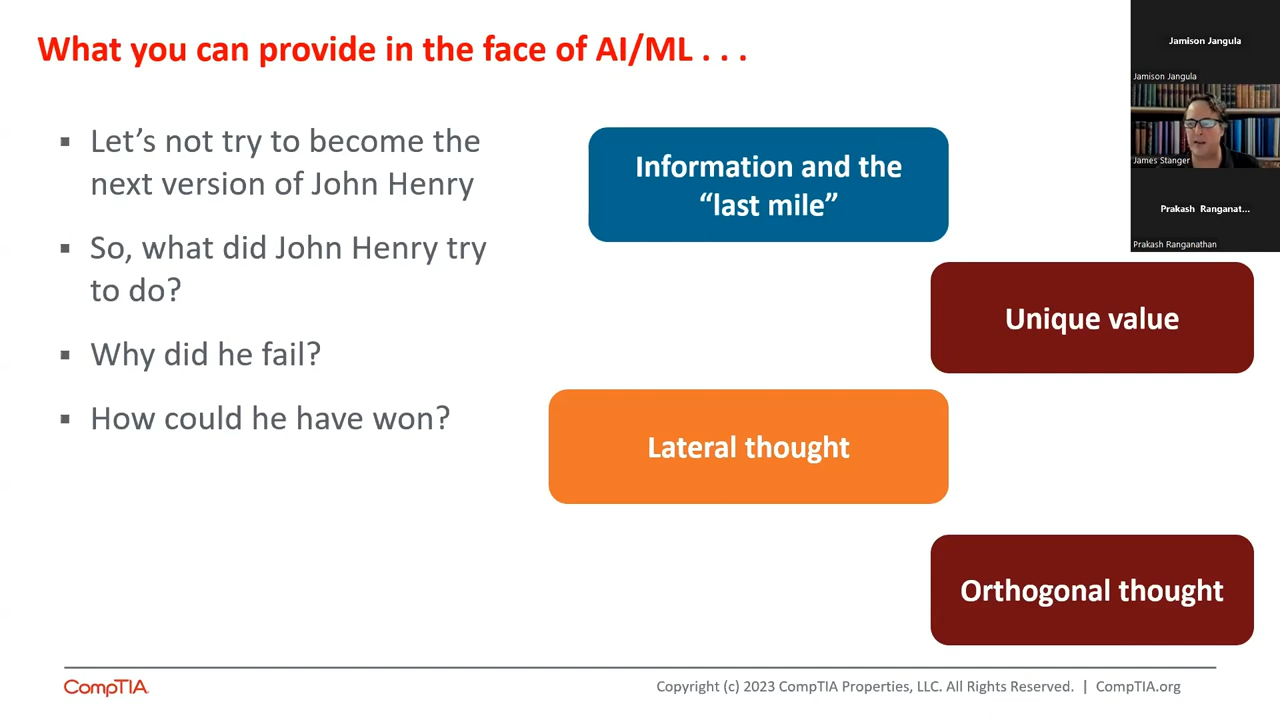 What you can provide in the face of AI/ML . . .
▪ Let’s not try to become the
next version of John Henry
▪ So, what did John Henry try
to do?
▪ Why did he fail?
▪ How could he have won?
Information and the
“last mile”
Unique value
Lateral thought
Orthogonal thought
Jamison Jangula
Jamison Jangula
James Stanger
Prakash Ranganat...
Prakash Ranganathan
CompTIA.
Copyright (c) 2023 CompTIA Properties, LLC. All Rights Reserved. | CompTIA.org